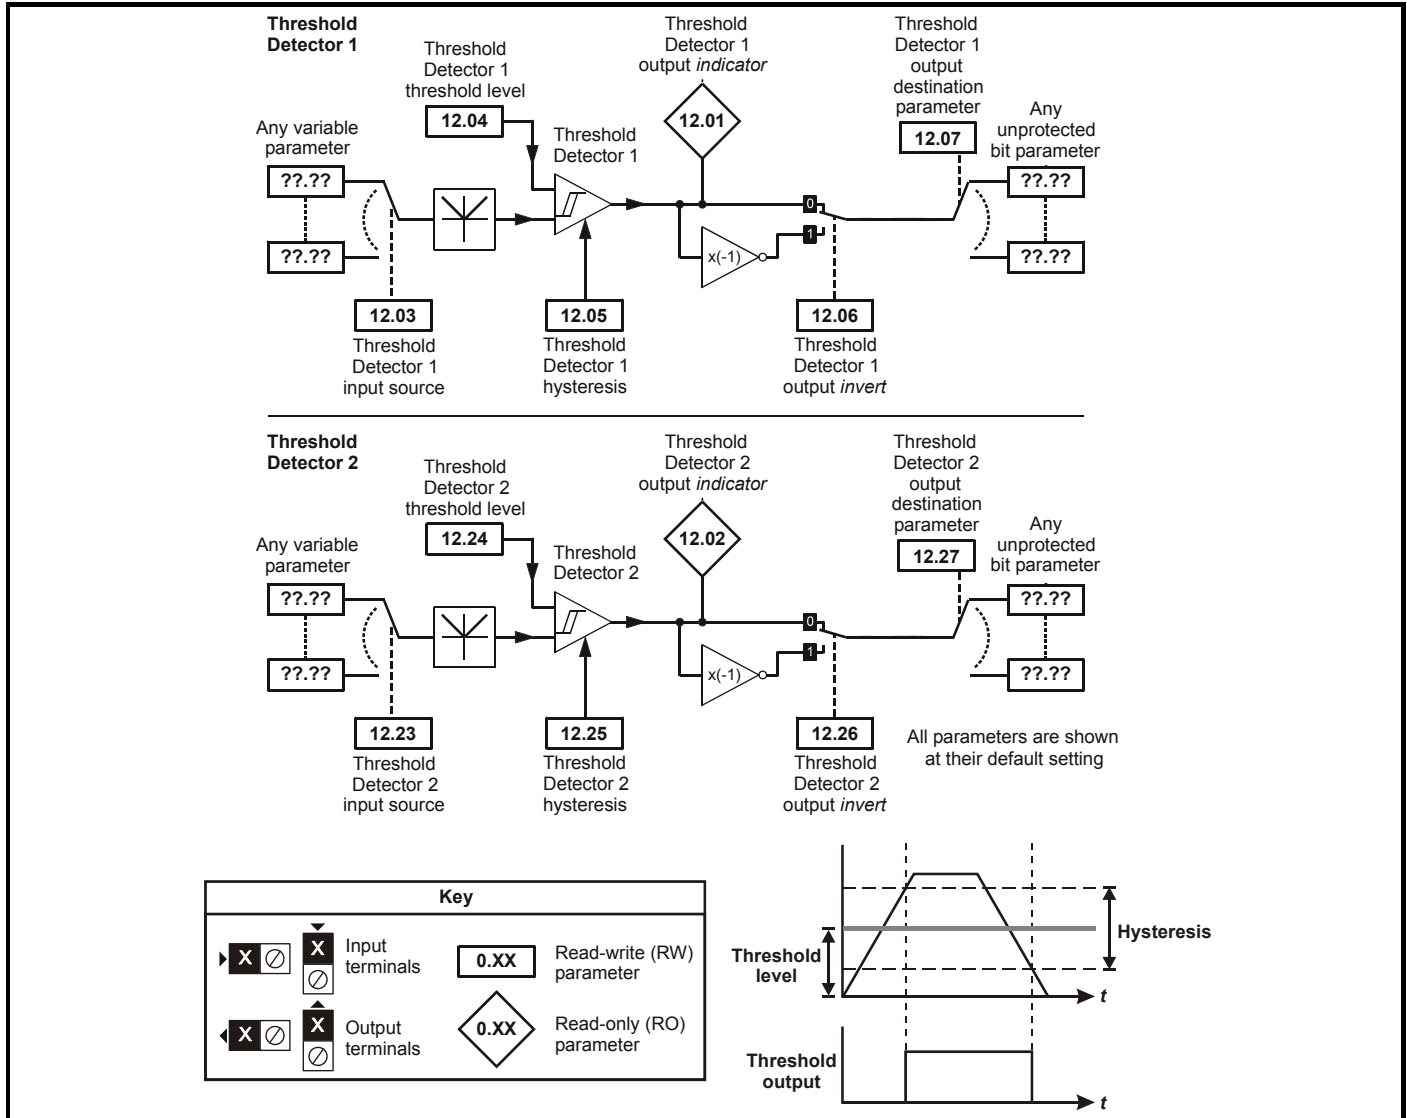 Threshold
Detector 1
Threshold
Detector 1
threshold level
12.04
Threshold
Detector 1
output indicator
12.01
Threshold
Detector 1
output
destination
parameter
12.07
Any variable
parameter
??.??
??.??
Threshold
Detector 1
Any
unprotected
bit parameter
??.??
??.??
0
1
x(-1)
12.03
Threshold
Detector 1
input source
12.05
Threshold
Detector 1
hysteresis
12.06
Threshold
Detector 1
output invert
Threshold
Detector 2
Threshold
Detector 2
threshold level
12.24
Threshold
Detector 2
output indicator
12.02
Threshold
Detector 2
output
destination
parameter
12.27
Any variable
parameter
??.??
??.??
Threshold
Detector 2
Any
unprotected
bit parameter
??.??
??.??
0
1
x(-1)
12.23
Threshold
Detector 2
input source
12.25
Threshold
Detector 2
hysteresis
12.26
Threshold
Detector 2
output invert
All parameters are shown
at their default setting
Key
X
X
Input
terminals
0.XX
Read-write (RW)
parameter
X
X
Output
terminals
0.XX
Read-only (RO)
parameter
Threshold
level
Hysteresis
t
Threshold
output
t